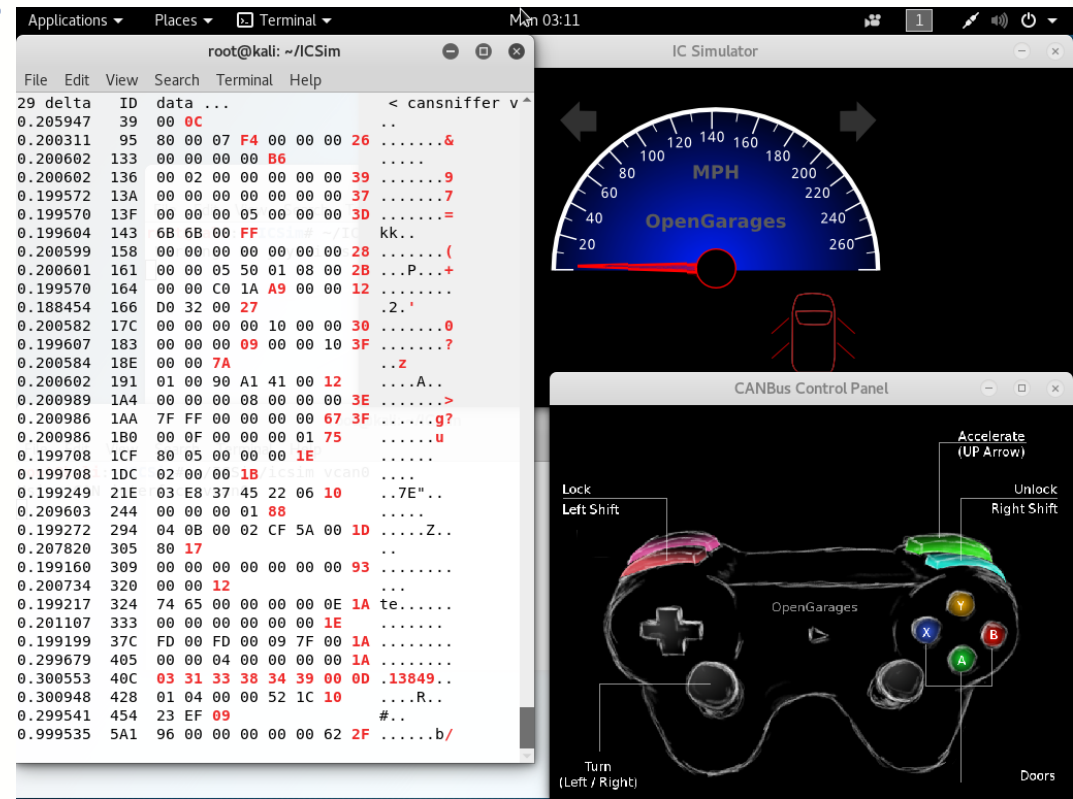 Applications Places Terminal Mon 03:11 1
root@kali: ~/ICSim
File Edit View Search Terminal Help
29 delta ID data ... < cansniffer v
0.205947 39 00 0C ..
0.200311 95 80 00 07 F4 00 00 00 26 .......&
0.200602 133 00 00 00 00 B6 .....
0.200602 136 00 02 00 00 00 00 00 39 .......9
0.199572 13A 00 00 00 00 00 00 00 37 .......7
0.199570 13F 00 00 00 05 00 00 00 3D .......=
0.199604 143 6B 6B 00 FF kk..
0.200599 158 00 00 00 00 00 00 00 28 .......(
0.200601 161 00 00 05 50 01 08 00 2B ...P...+
0.199570 164 00 00 C0 1A A9 00 00 12 ........
0.188454 166 D0 32 00 27 .2.'
0.200582 17C 00 00 00 00 10 00 00 30 .......0
0.199607 183 00 00 00 09 00 00 10 3F .......?
0.200584 18E 00 00 7A ..z
0.200602 191 01 00 90 A1 41 00 12 ....A..
0.200989 1A4 00 00 00 08 00 00 00 3E .......>
0.200986 1AA 7F FF 00 00 00 00 67 3F ......g?
0.200986 1B0 00 0F 00 00 00 01 75 ......u
0.199708 1CF 80 05 00 00 00 1E ......
0.199708 1DC 02 00 00 1B ....
0.199249 21E 03 E8 37 45 22 06 10 ..7E"..
0.209603 244 00 00 00 01 88 .....
0.199272 294 04 0B 00 02 CF 5A 00 1D .....Z..
0.207820 305 80 17 ..
0.199160 309 00 00 00 00 00 00 00 93 ........
0.200734 320 00 00 12 ...
0.199217 324 74 65 00 00 00 00 0E 1A te......
0.201107 333 00 00 00 00 00 00 1E .......
0.199199 37C FD 00 FD 00 09 7F 00 1A ........
0.299679 405 00 00 04 00 00 00 00 1A ........
0.300553 40C 03 31 33 38 34 39 00 0D .13849..
0.300948 428 01 04 00 00 52 1C 10 ....R..
0.299541 454 23 EF 09 #..
0.999535 5A1 96 00 00 00 00 00 62 2F ......b/
IC Simulator
20 40 60 80 100 120 140 160 180 200 220 240 260
MPH
OpenGarages
CANBus Control Panel
Accelerate
(UP Arrow)
Lock
Left Shift
Unlock
Right Shift
OpenGarages
Y
X
B
A
Turn
(Left / Right)
Doors